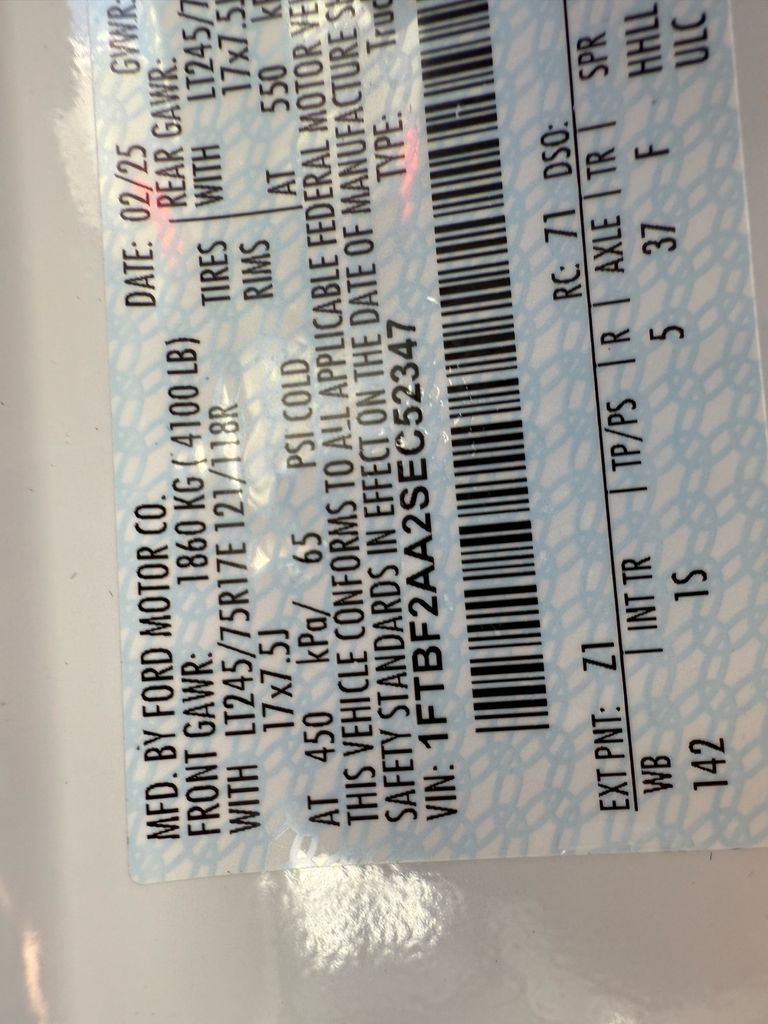 MFD. BY FORD MOTOR CO.
DATE: 02/25 GVWR:
FRONT GAWR: 1860 KG ( 4100 LB)
REAR GAWR:
WITH LT245/75R17E 121/118R
TIRES WITH LT245/7
17x7.5J
RIMS 17x7.5J
AT 450 kPa/ 65 PSI COLD
AT 550
THIS VEHICLE CONFORMS TO ALL APPLICABLE FEDERAL MOTOR
SAFETY STANDARDS IN EFFECT ON THE DATE OF MANUFACTURE
VIN: 1FTBF2AA2SEC52347
TYPE:
EXT PNT: Z1 RC: 71 DSO:
WB | INT TR | TP/PS | R | AXLE | TR | SPR
142 1S 5 37 F HHLL
ULC